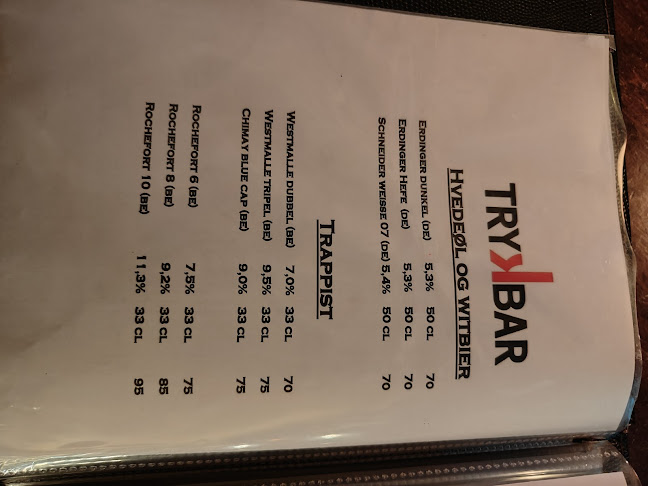 TRYKBAR
HVEDEØL OG WITBIER
ERDINGER DUNKEL (DE) 5,3% 50 CL 70
ERDINGER HEFE (DE) 5,3% 50 CL 70
SCHNEIDER WEISSE 07 (DE) 5,4% 50 CL 70
TRAPPIST
WESTMALLE DUBBEL (BE) 7,0% 33 CL 70
WESTMALLE TRIPEL (BE) 9,5% 33 CL 75
CHIMAY BLUE CAP (BE) 9,0% 33 CL 75
ROCHEFORT 6 (BE) 7,5% 33 CL 75
ROCHEFORT 8 (BE) 9,2% 33 CL 85
ROCHEFORT 10 (BE) 11,3% 33 CL 95